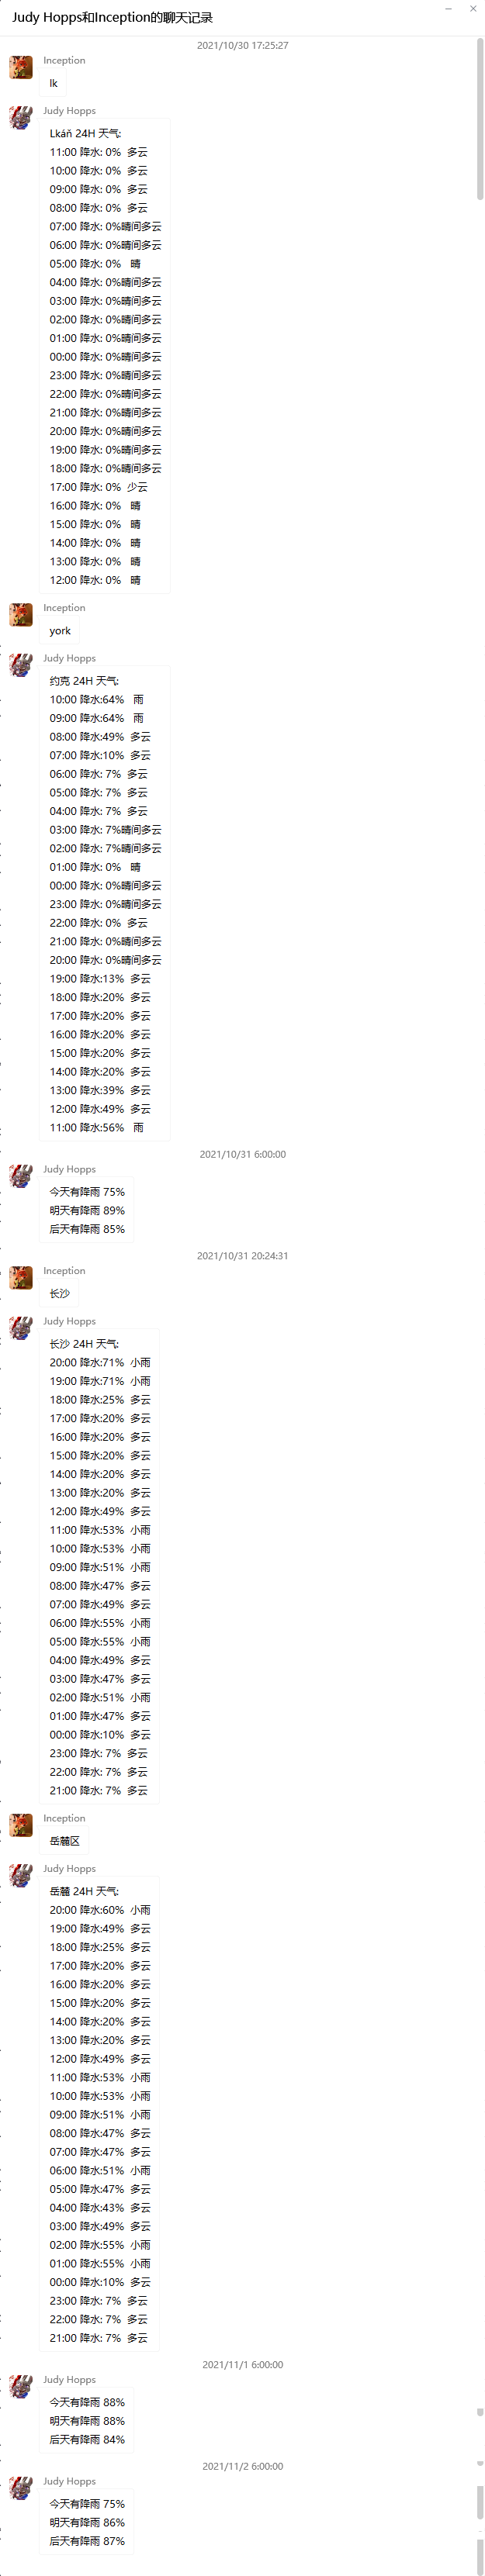 Judy Hopps和Inception的聊天记录
2021/10/30 17:25:27
Inception
lk
Judy Hopps
Lkáň 24H 天气:
11:00 降水: 0% 多云
10:00 降水: 0% 多云
09:00 降水: 0% 多云
08:00 降水: 0% 多云
07:00 降水: 0%晴间多云
06:00 降水: 0%晴间多云
05:00 降水: 0% 晴
04:00 降水: 0%晴间多云
03:00 降水: 0%晴间多云
02:00 降水: 0%晴间多云
01:00 降水: 0%晴间多云
00:00 降水: 0%晴间多云
23:00 降水: 0%晴间多云
22:00 降水: 0%晴间多云
21:00 降水: 0%晴间多云
20:00 降水: 0%晴间多云
19:00 降水: 0%晴间多云
18:00 降水: 0%晴间多云
17:00 降水: 0% 少云
16:00 降水: 0% 晴
15:00 降水: 0% 晴
14:00 降水: 0% 晴
13:00 降水: 0% 晴
12:00 降水: 0% 晴
Inception
york
Judy Hopps
约克 24H 天气:
10:00 降水:64% 雨
09:00 降水:64% 雨
08:00 降水:49% 多云
07:00 降水:10% 多云
06:00 降水: 7% 多云
05:00 降水: 7% 多云
04:00 降水: 7% 多云
03:00 降水: 7%晴间多云
02:00 降水: 7%晴间多云
01:00 降水: 0% 晴
00:00 降水: 0%晴间多云
23:00 降水: 0%晴间多云
22:00 降水: 0% 多云
21:00 降水: 0%晴间多云
20:00 降水: 0%晴间多云
19:00 降水:13% 多云
18:00 降水:20% 多云
17:00 降水:20% 多云
16:00 降水:20% 多云
15:00 降水:20% 多云
14:00 降水:20% 多云
13:00 降水:39% 多云
12:00 降水:49% 多云
11:00 降水:56% 雨
2021/10/31 6:00:00
Judy Hopps
今天有降雨 75%
明天有降雨 89%
后天有降雨 85%
2021/10/31 20:24:31
Inception
长沙
Judy Hopps
长沙 24H 天气:
20:00 降水:71% 小雨
19:00 降水:71% 小雨
18:00 降水:25% 多云
17:00 降水:20% 多云
16:00 降水:20% 多云
15:00 降水:20% 多云
14:00 降水:20% 多云
13:00 降水:20% 多云
12:00 降水:49% 多云
11:00 降水:53% 小雨
10:00 降水:53% 小雨
09:00 降水:51% 小雨
08:00 降水:47% 多云
07:00 降水:49% 多云
06:00 降水:55% 小雨
05:00 降水:55% 小雨
04:00 降水:49% 多云
03:00 降水:47% 多云
02:00 降水:51% 小雨
01:00 降水:47% 多云
00:00 降水:10% 多云
23:00 降水: 7% 多云
22:00 降水: 7% 多云
21:00 降水: 7% 多云
Inception
岳麓区
Judy Hopps
岳麓 24H 天气:
20:00 降水:60% 小雨
19:00 降水:49% 多云
18:00 降水:25% 多云
17:00 降水:20% 多云
16:00 降水:20% 多云
15:00 降水:20% 多云
14:00 降水:20% 多云
13:00 降水:20% 多云
12:00 降水:49% 多云
11:00 降水:53% 小雨
10:00 降水:53% 小雨
09:00 降水:51% 小雨
08:00 降水:47% 多云
07:00 降水:47% 多云
06:00 降水:51% 小雨
05:00 降水:47% 多云
04:00 降水:43% 多云
03:00 降水:49% 多云
02:00 降水:55% 小雨
01:00 降水:55% 小雨
00:00 降水:10% 多云
23:00 降水: 7% 多云
22:00 降水: 7% 多云
21:00 降水: 7% 多云
2021/11/1 6:00:00
Judy Hopps
今天有降雨 88%
明天有降雨 88%
后天有降雨 84%
2021/11/2 6:00:00
Judy Hopps
今天有降雨 75%
明天有降雨 86%
后天有降雨 87%